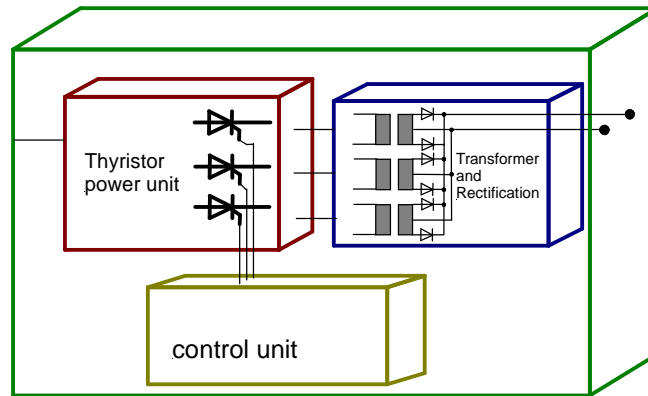 Thyristor
power unit
Transformer
and
Rectification
control unit